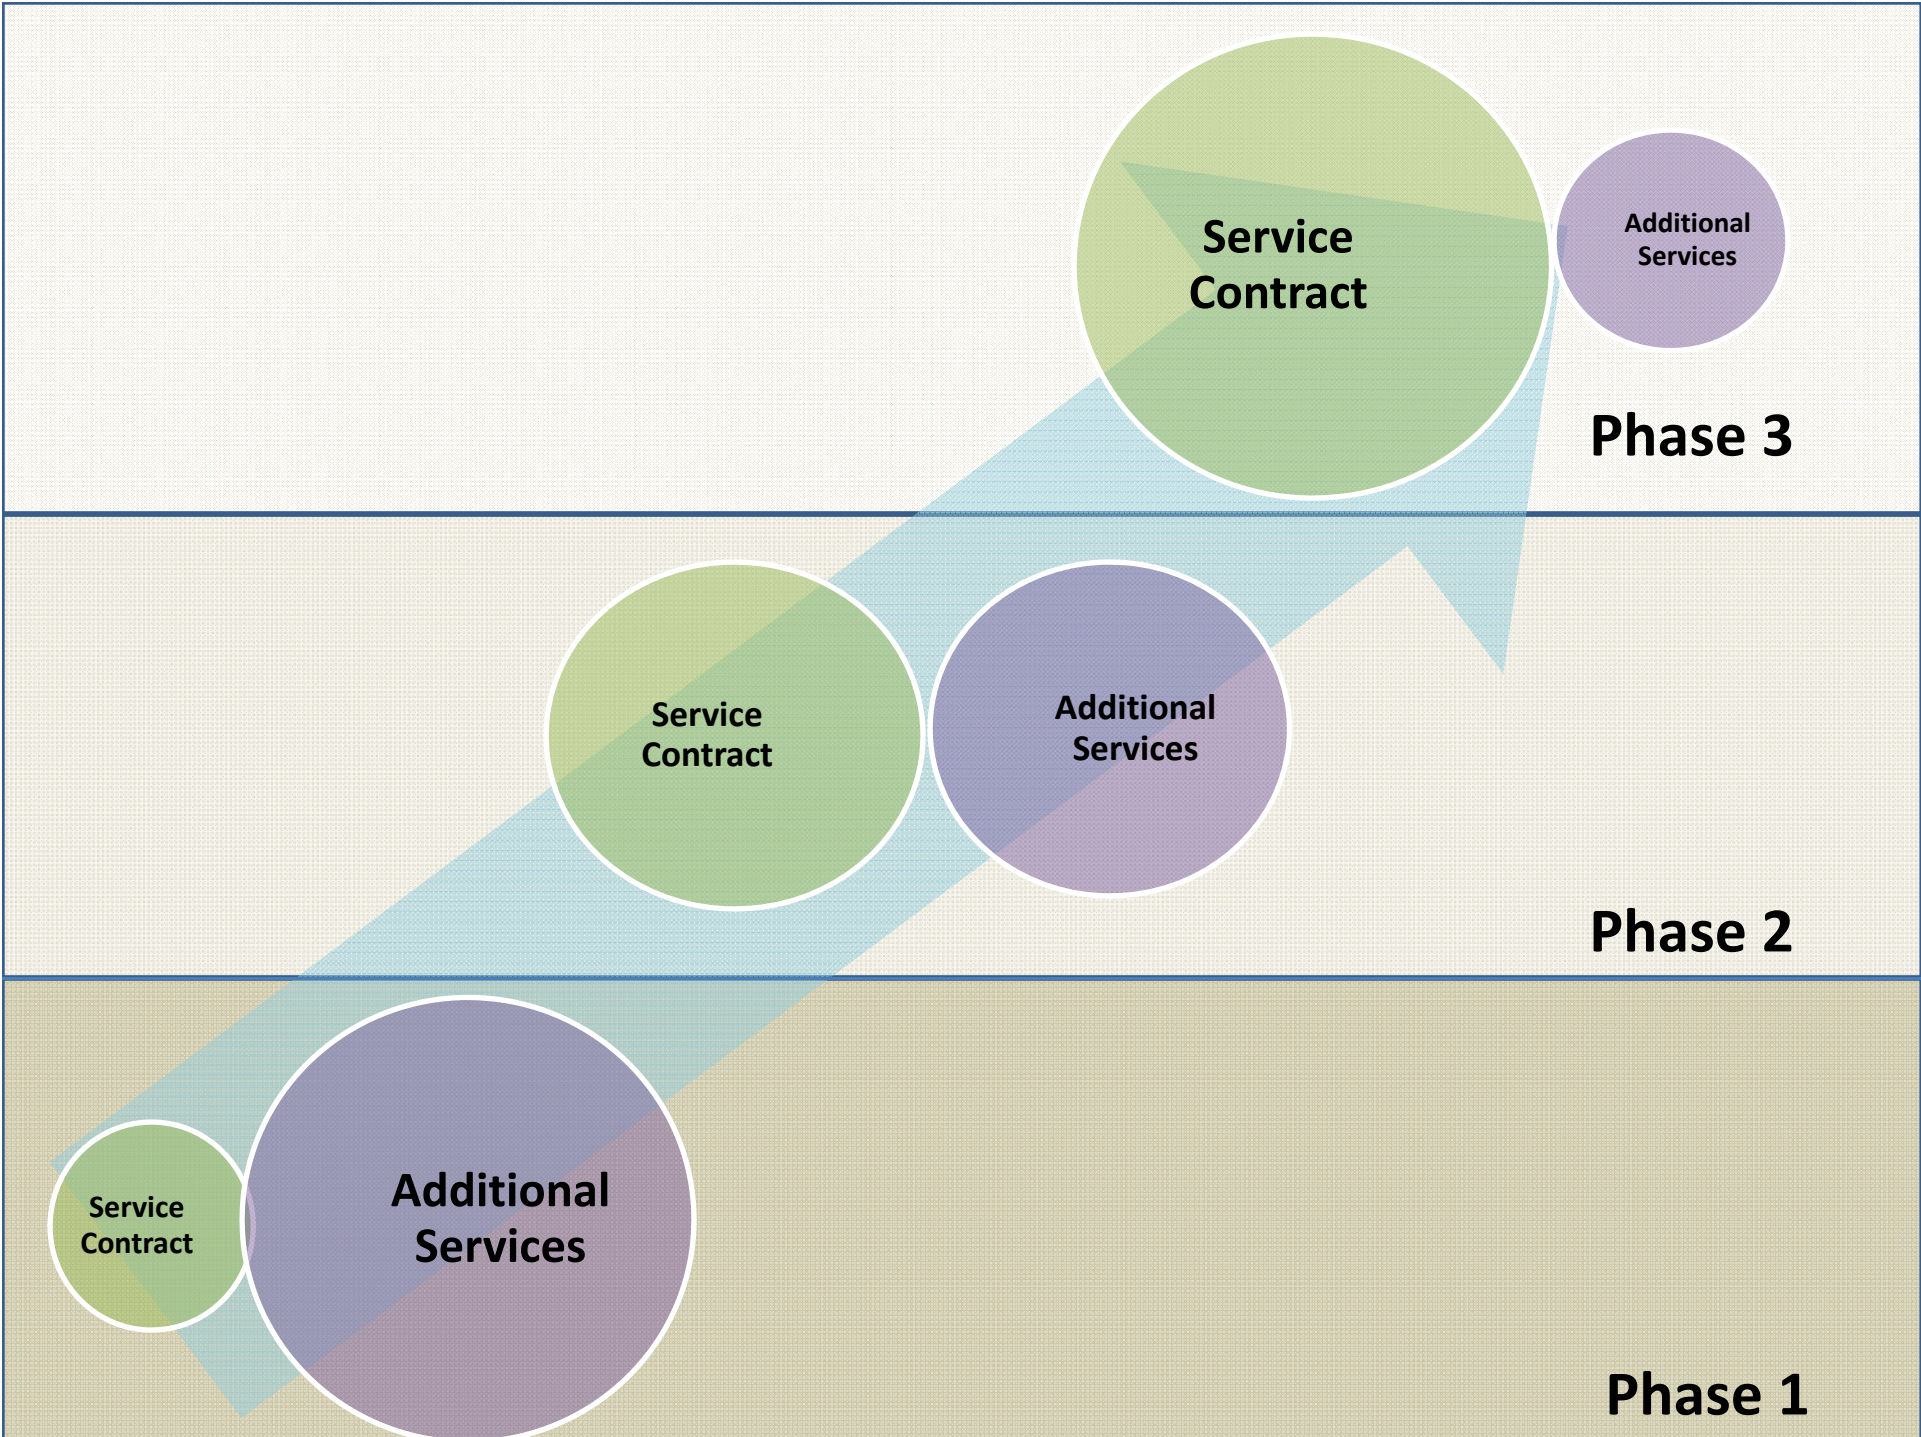 Service
Contract
Additional
Services
Phase 3
Service
Contract
Additional
Services
Phase 2
Service
Contract
Additional
Services
Phase 1